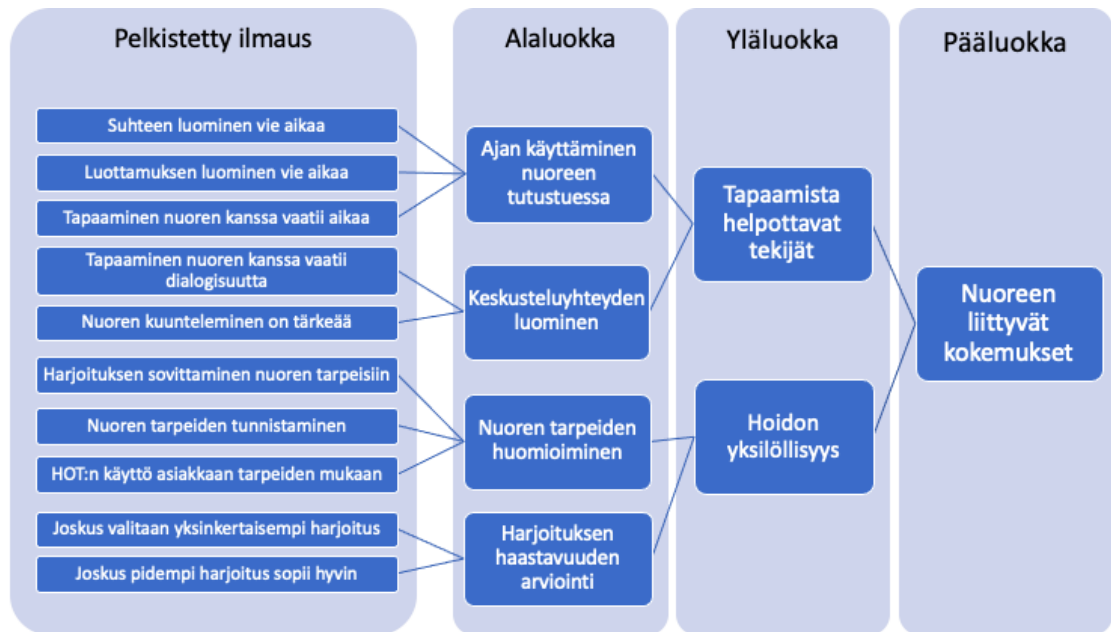 Pelkistetty ilmaus
Suhteen luominen vie aikaa
Luottamuksen luominen vie aikaa
Tapaaminen nuoren kanssa vaatii aikaa
Tapaaminen nuoren kanssa vaatii
dialogisuutta
Nuoren kuunteleminen on tärkeää
Harjoituksen sovittaminen nuoren tarpeisiin
Nuoren tarpeiden tunnistaminen
HOT:n käyttö asiakkaan tarpeiden mukaan
Joskus valitaan yksinkertaisempi harjoitus
Joskus pidempi harjoitus sopii hyvin
Alaluokka
Ajan käyttäminen
nuoreen
tutustuessa
Keskusteluyhteyden
luominen
Nuoren tarpeiden
huomioiminen
Harjoituksen
haastavuuden
arviointi
Yläluokka
Tapaamista
helpottavat
tekijät
Hoidon
yksilöllisyys
Pääluokka
Nuoreen
liittyvät
kokemukset